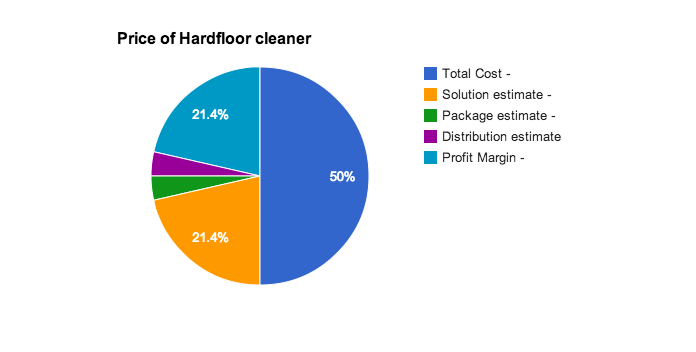 Price of Hardfloor cleaner
Total Cost -
Solution estimate -
Package estimate -
Distribution estimate
Profit Margin -
21.4%
50%
21.4%